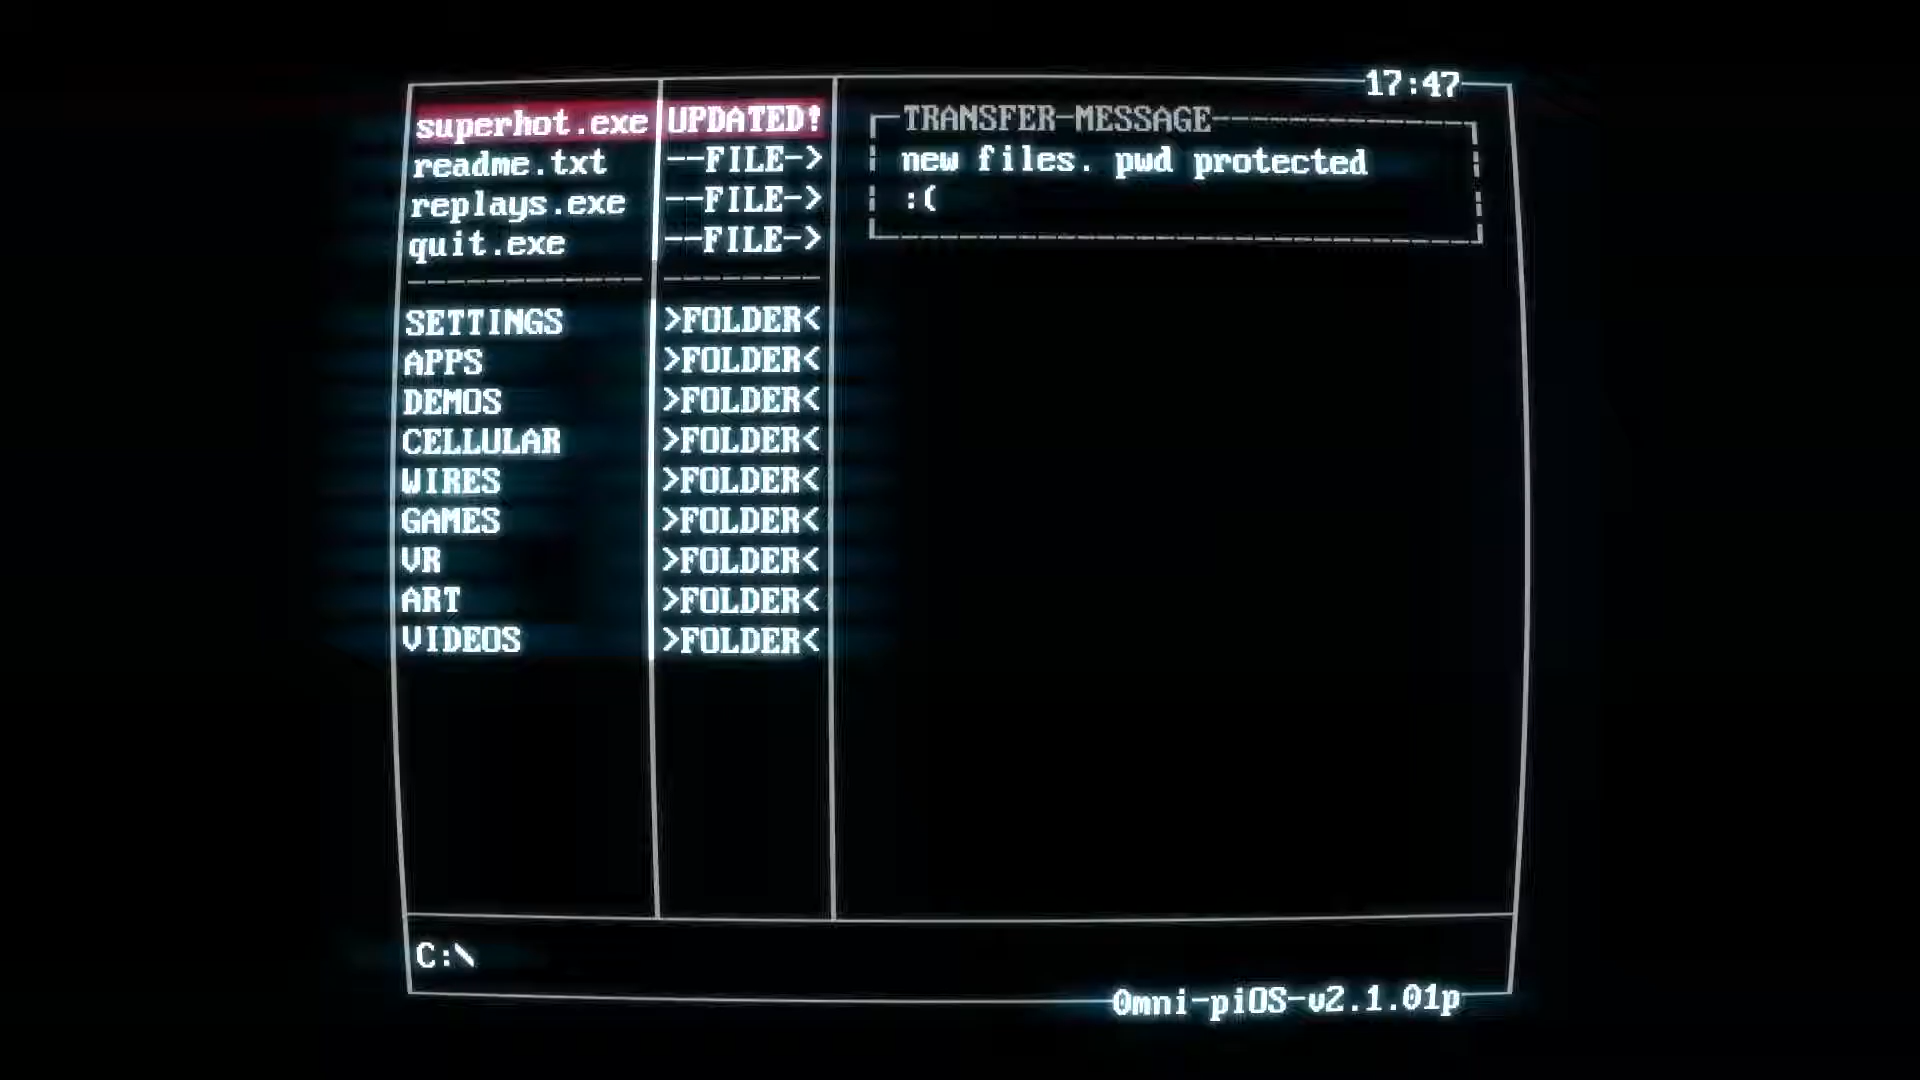 17:47
superhot.exe UPDATED!
readme.txt --FILE->
replays.exe --FILE->
quit.exe --FILE->
SETTINGS >FOLDER<
APPS >FOLDER<
DEMOS >FOLDER<
CELLULAR >FOLDER<
WIRES >FOLDER<
GAMES >FOLDER<
VR >FOLDER<
ART >FOLDER<
VIDEOS >FOLDER<
TRANSFER-MESSAGE
new files. pwd protected
:(
C:\
Omni-piOS-v2.1.01p